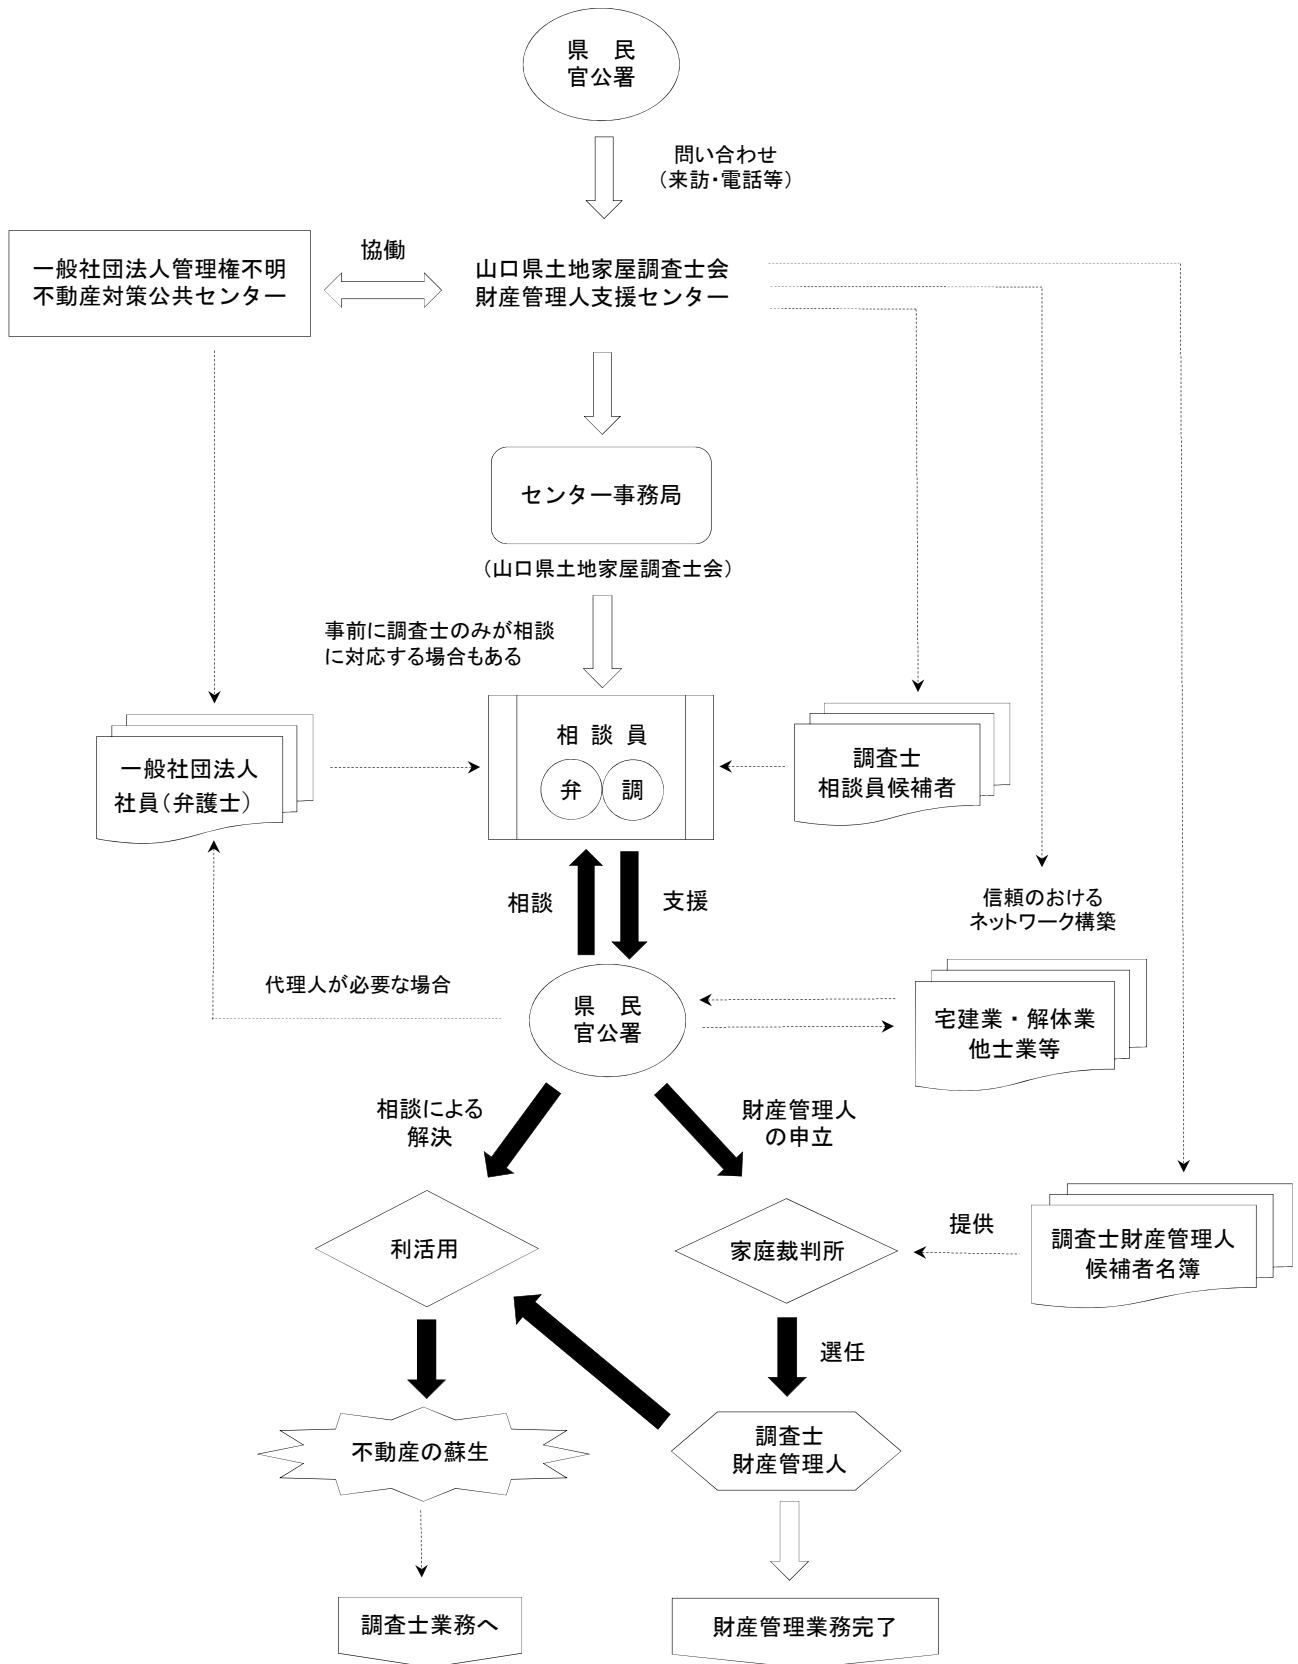 県　民
官公署
問い合わせ
（来訪・電話等）
協働
一般社団法人管理権不明
不動産対策公共センター
山口県土地家屋調査士会
財産管理人支援センター
センター事務局
（山口県土地家屋調査士会）
事前に調査士のみが相談
に対応する場合もある
一般社団法人
社員（弁護士）
相 談 員
弁
調
調査士
相談員候補者
相談
支援
信頼のおける
ネットワーク構築
代理人が必要な場合
県　民
官公署
宅建業・解体業
他士業等
相談による
解決
財産管理人
の申立
利活用
家庭裁判所
提供
調査士財産管理人
候補者名簿
選任
不動産の蘇生
調査士
財産管理人
調査士業務へ
財産管理業務完了